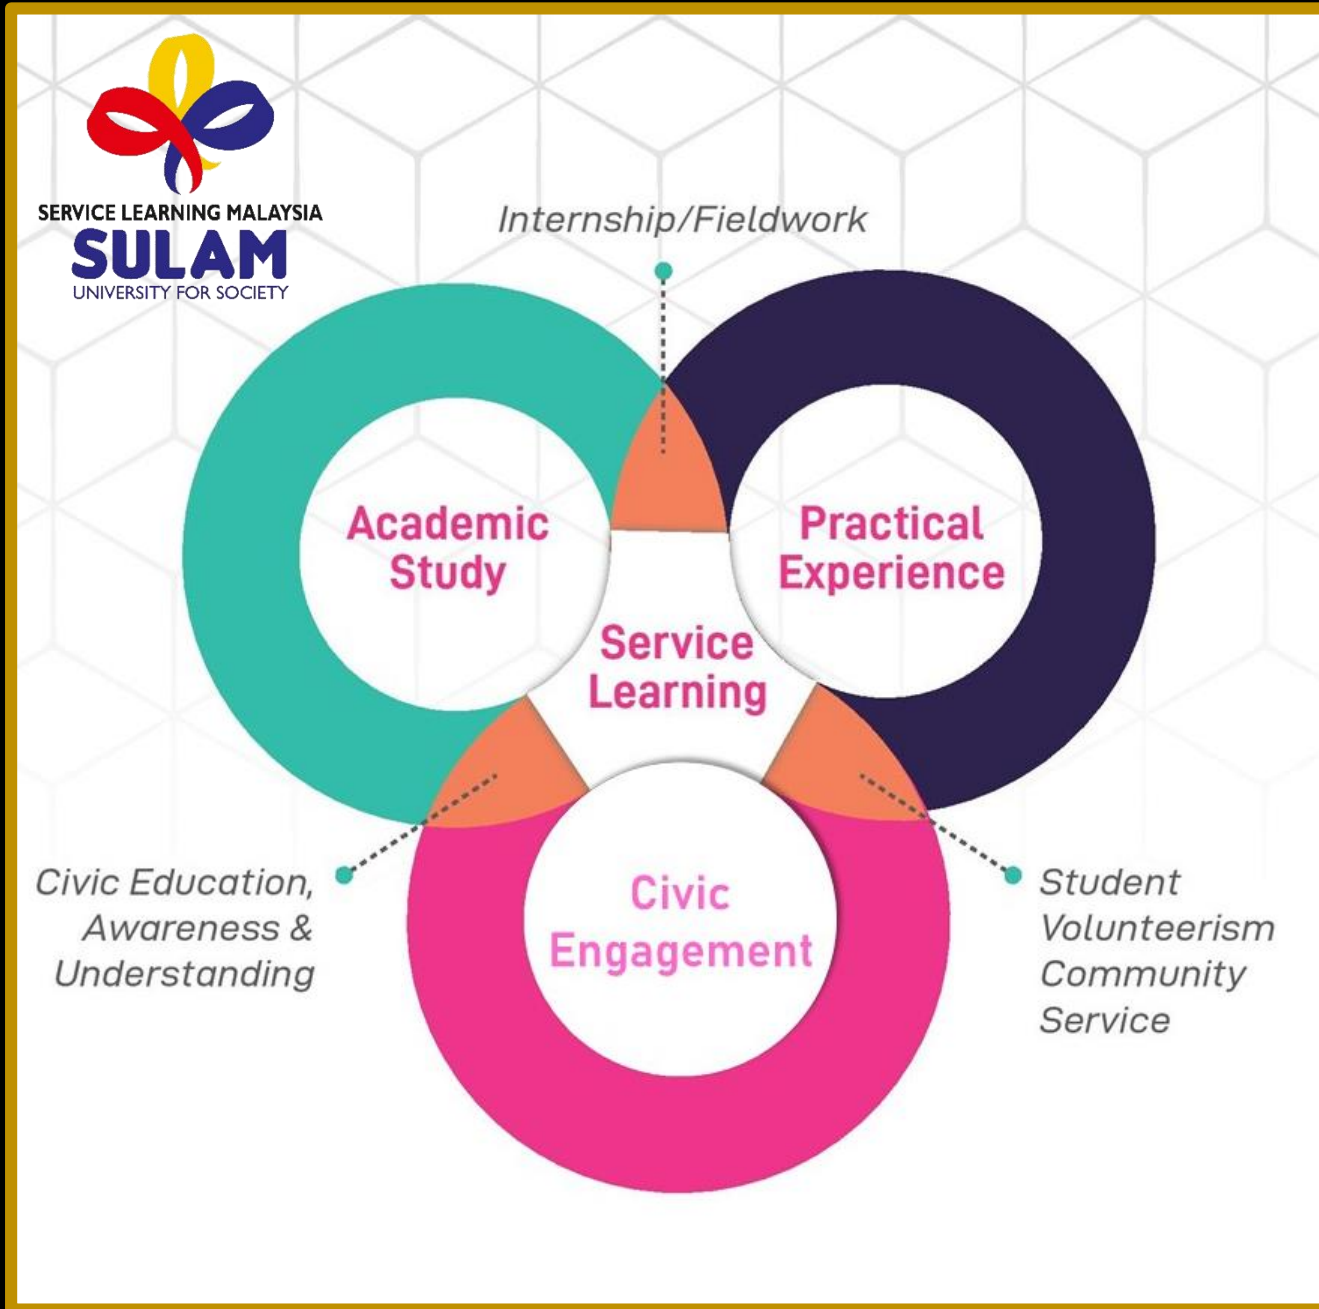 SERVICE LEARNING MALAYSIA
SULAM
UNIVERSITY FOR SOCIETY
Internship/Fieldwork
Academic
Study
Practical
Experience
Service
Learning
Civic
Engagement
Civic Education,
Awareness &
Understanding
Student
Volunteerism
Community
Service